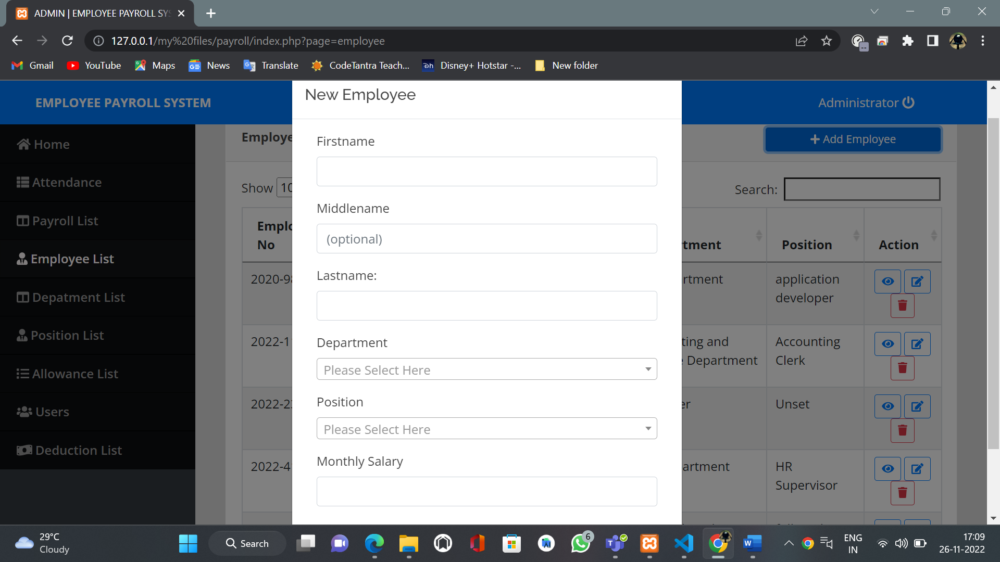 ADMIN | EMPLOYEE PAYROLL SYS
127.0.0.1/my%20files/payroll/index.php?page=employee
Gmail YouTube Maps News Translate CodeTantra Teach... Disney+ Hotstar -... New folder
EMPLOYEE PAYROLL SYSTEM
Administrator
Home
Attendance
Payroll List
Employee List
Depatment List
Position List
Allowance List
Users
Deduction List
New Employee
Firstname
Middlename
(optional)
Lastname:
Department
Please Select Here
Position
Please Select Here
Monthly Salary
Employe
+ Add Employee
Show 10
Search:
Emplo
No
tment
Position
Action
2020-98
rtment
application
developer
2022-1
ting and
Department
Accounting
Clerk
2022-23
er
Unset
2022-4
artment
HR
Supervisor
29°C
Cloudy
Search
6
ENG
IN
17:09
26-11-2022